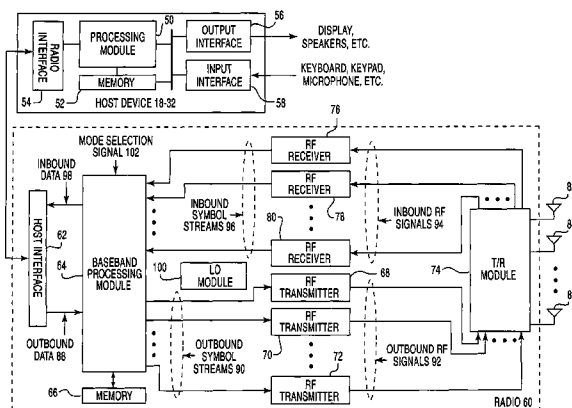 50
56
RADIO INTERFACE
PROCESSING MODULE
OUTPUT INTERFACE
DISPLAY, SPEAKERS, ETC.
MEMORY
INPUT INTERFACE
KEYBOARD, KEYPAD, MICROPHONE, ETC.
54
52
HOST DEVICE 18-32
58
76
MODE SELECTION SIGNAL 102
RF RECEIVER
INBOUND DATA 98
RF RECEIVER
78
HOST INTERFACE
62
64
BASEBAND PROCESSING MODULE
INBOUND SYMBOL STREAMS 96
80
RF RECEIVER
INBOUND RF SIGNALS 94
74
T/R MODULE
8
8
8
100
LO MODULE
68
RF TRANSMITTER
RF TRANSMITTER
OUTBOUND DATA 88
OUTBOUND SYMBOL STREAMS 90
70
72
OUTBOUND RF SIGNALS 92
66
MEMORY
RF TRANSMITTER
RADIO 60